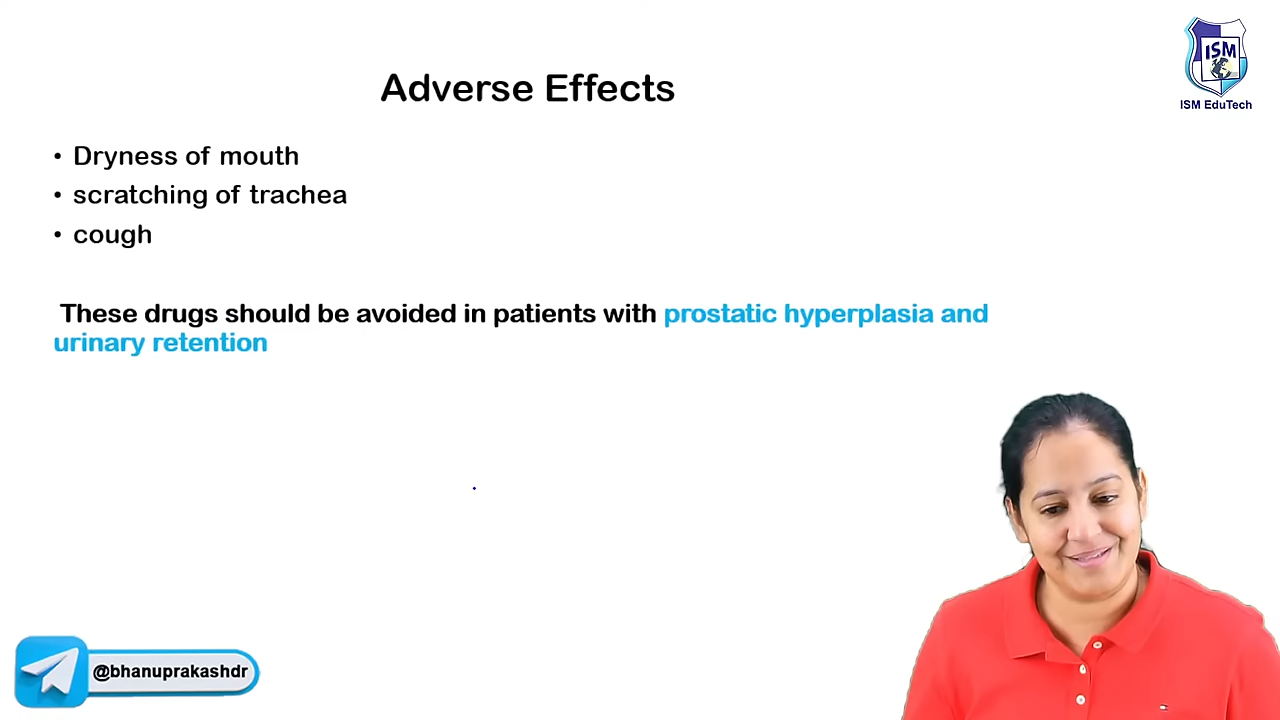 ISM
ISM EduTech
Adverse Effects
• Dryness of mouth
• scratching of trachea
• cough
These drugs should be avoided in patients with prostatic hyperplasia and
urinary retention
@bhanuprakashdr